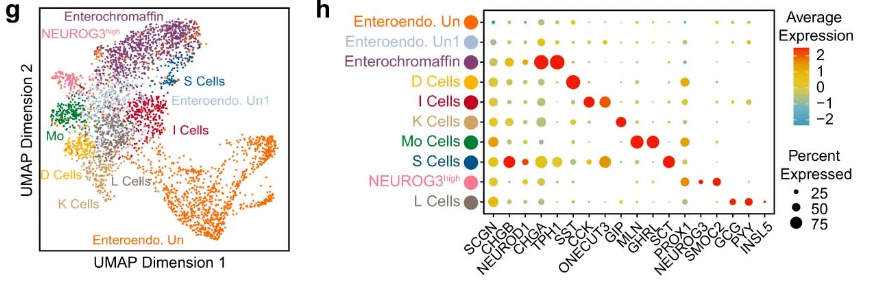 g
Enterochromaffin
NEUROG3high
S Cells
Enteroendo. Un1
Mo
I Cells
D Cells
L Cells
K Cells
Enteroendo. Un
UMAP Dimension 1
UMAP Dimension 2
h
Enteroendo. Un
Enteroendo. Un1
Enterochromaffin
D Cells
I Cells
K Cells
Mo Cells
S Cells
NEUROG3high
L Cells
SCGN
CHGB
NEUROD1
CHGA
TPH1
SST
CCK
ONECUT3
GIP
MLN
GHRL
SCT
PROX1
NEUROG3
SMOC2
GCG
PYY
INSL5
Average
Expression
2
1
0
−1
−2
Percent
Expressed
25
50
75